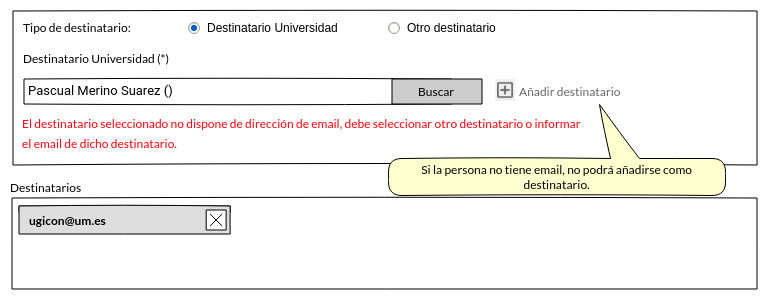 Tipo de destinatario: Destinatario Universidad Otro destinatario
Destinatario Universidad (*)
Pascual Merino Suarez () Buscar Añadir destinatario
El destinatario seleccionado no dispone de dirección de email, debe seleccionar otro destinatario o informar
el email de dicho destinatario.
Si la persona no tiene email, no podrá añadirse como
destinatario.
Destinatarios
ugicon@um.es